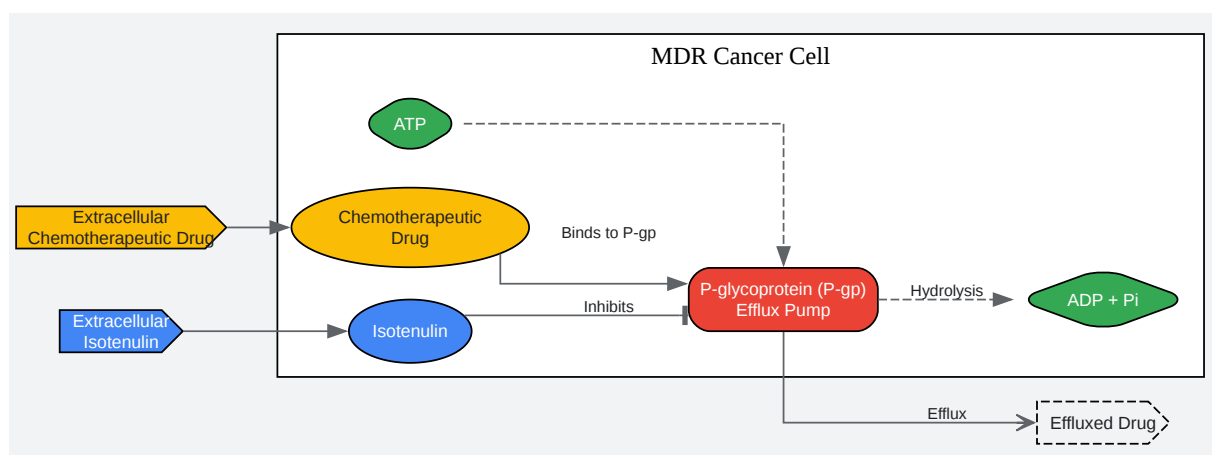 MDR Cancer Cell
ATP
Extracellular
Chemotherapeutic Drug
Chemotherapeutic
Drug
Binds to P-gp
Extracellular
Isotenulin
Isotenulin
Inhibits
P-glycoprotein (P-gp)
Efflux Pump
Hydrolysis
ADP + Pi
Efflux
Effluxed Drug